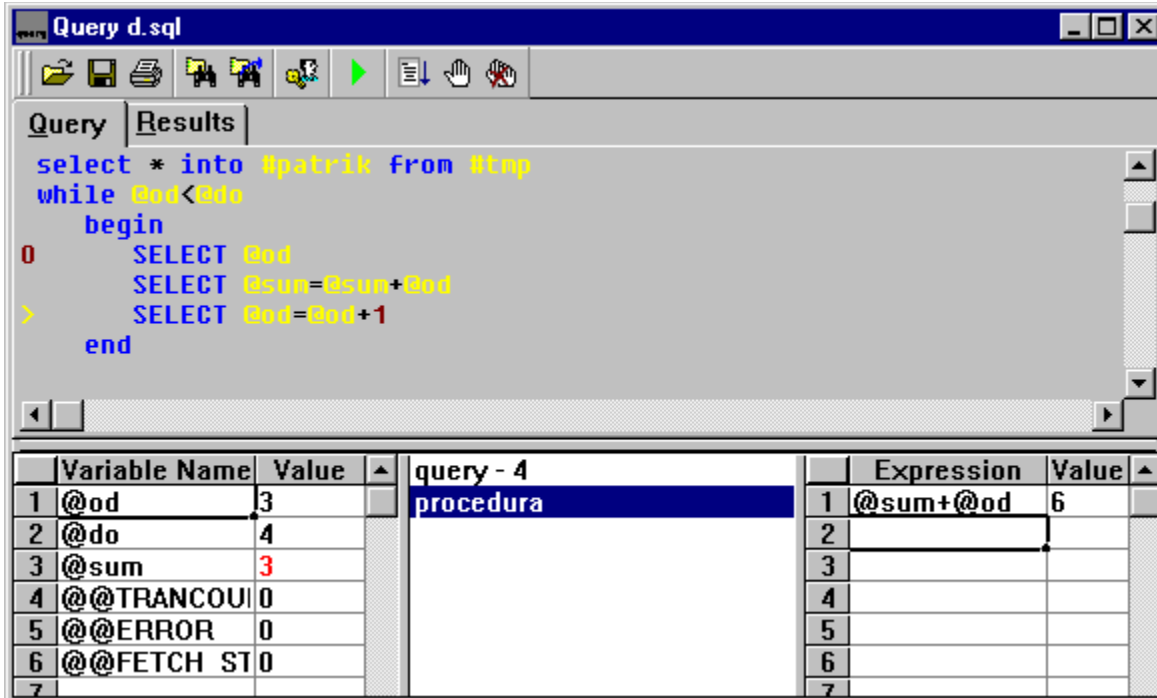 Query d.sql
Query Results
select * into #patrik from #tmp
while @od<@do
begin
O SELECT @od
SELECT @sum=@sum+@od
> SELECT @od=@od+1
end
Variable Name Value
1 @od 3
2 @do 4
3 @sum 3
4 @@TRANCOU 0
5 @@ERROR 0
6 @@FETCH ST 0
7
query - 4
procedura
Expression Value
1 @sum+@od 6
2
3
4
5
6
7